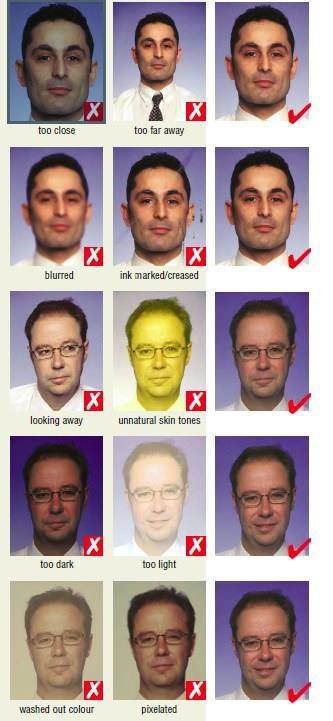 too close
too far away
blurred
ink marked/creased
looking away
unnatural skin tones
too dark
too light
washed out colour
pixelated